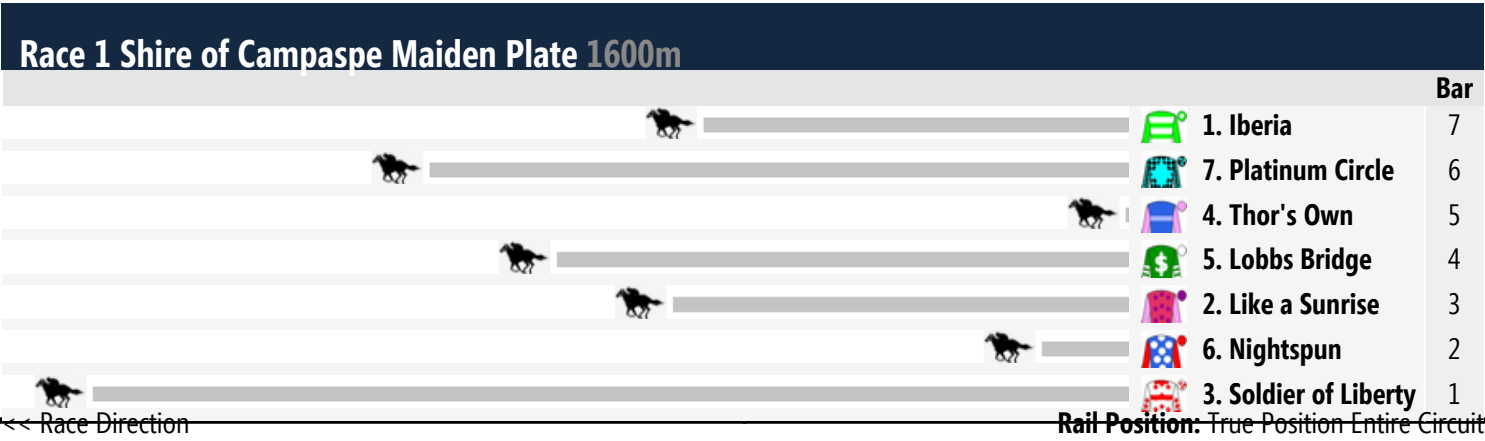 Race 1 Shire of Campaspe Maiden Plate 1600m
Bar
1. Iberia 7
7. Platinum Circle 6
4. Thor's Own 5
5. Lobbs Bridge 4
2. Like a Sunrise 3
6. Nightspun 2
3. Soldier of Liberty 1
<< Race Direction Rail Position: True Position Entire Circuit